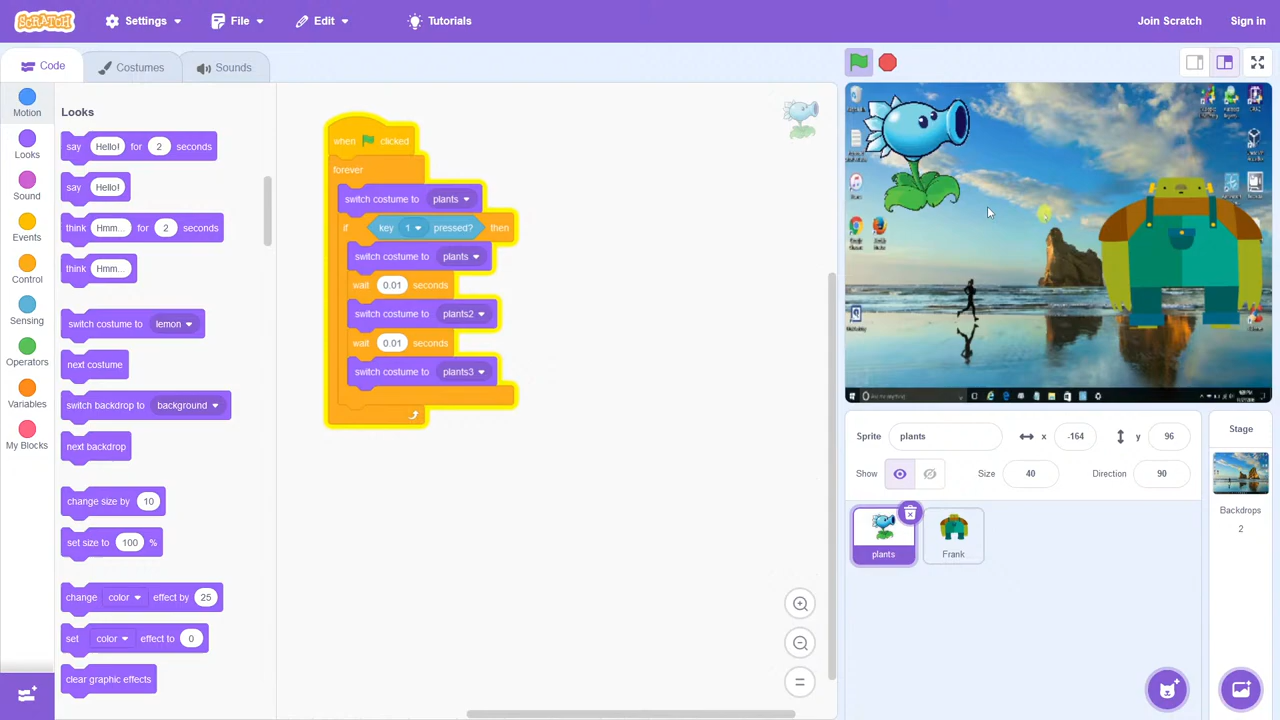 SCRATCH Settings File Edit Tutorials Join Scratch Sign in
Code Costumes Sounds
Looks
say Hello! for 2 seconds
say Hello!
think Hmm... for 2 seconds
think Hmm...
switch costume to lemon
next costume
switch backdrop to background
next backdrop
change size by 10
set size to 100 %
change color effect by 25
set color effect to 0
clear graphic effects
Motion
Looks
Sound
Events
Control
Sensing
Operators
Variables
My Blocks
when clicked
forever
switch costume to plants
if key 1 pressed? then
switch costume to plants
wait 0.01 seconds
switch costume to plants2
wait 0.01 seconds
switch costume to plants3
Sprite plants x -164 y 96
Show Size 40 Direction 90
plants
Frank
Stage
Backdrops
2